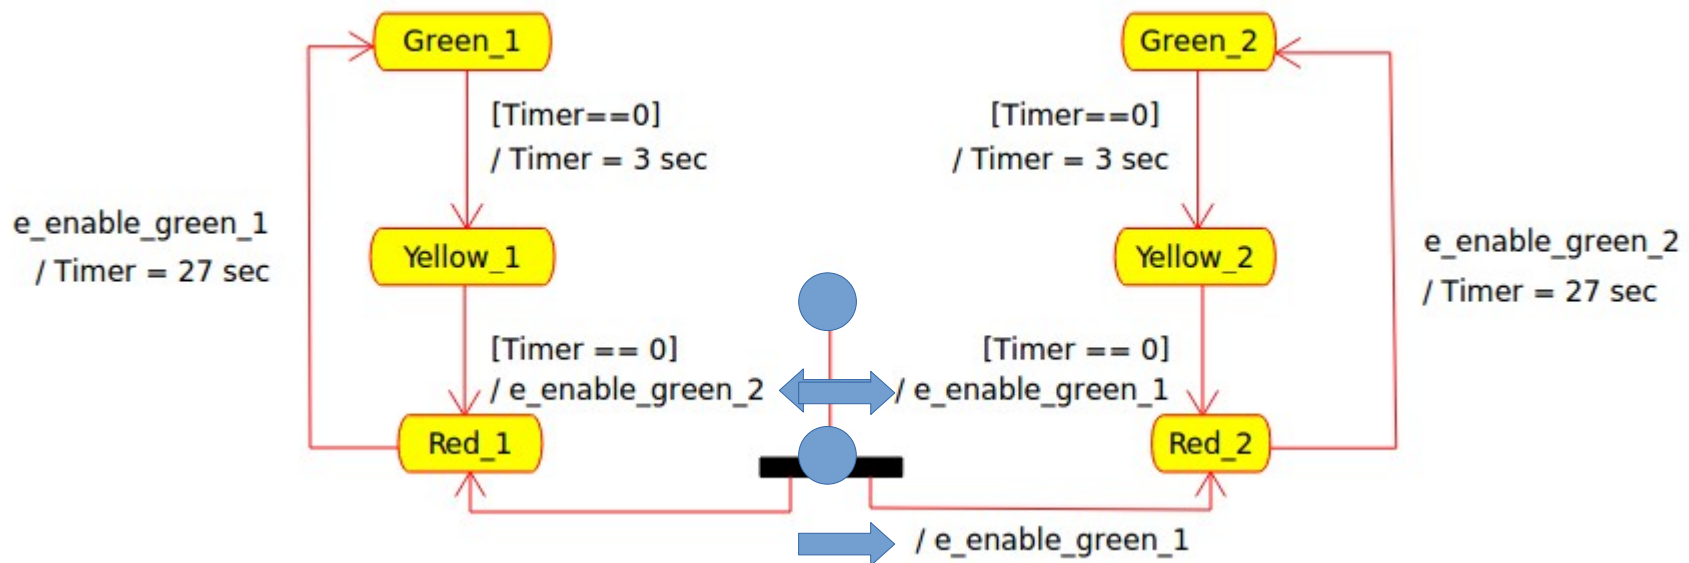 Green_1
Green_2
[Timer==0]
/ Timer = 3 sec
[Timer==0]
/ Timer = 3 sec
e_enable_green_1
/ Timer = 27 sec
Yellow_1
Yellow_2
e_enable_green_2
/ Timer = 27 sec
[Timer == 0]
/ e_enable_green_2
[Timer == 0]
/ e_enable_green_1
Red_1
Red_2
/ e_enable_green_1